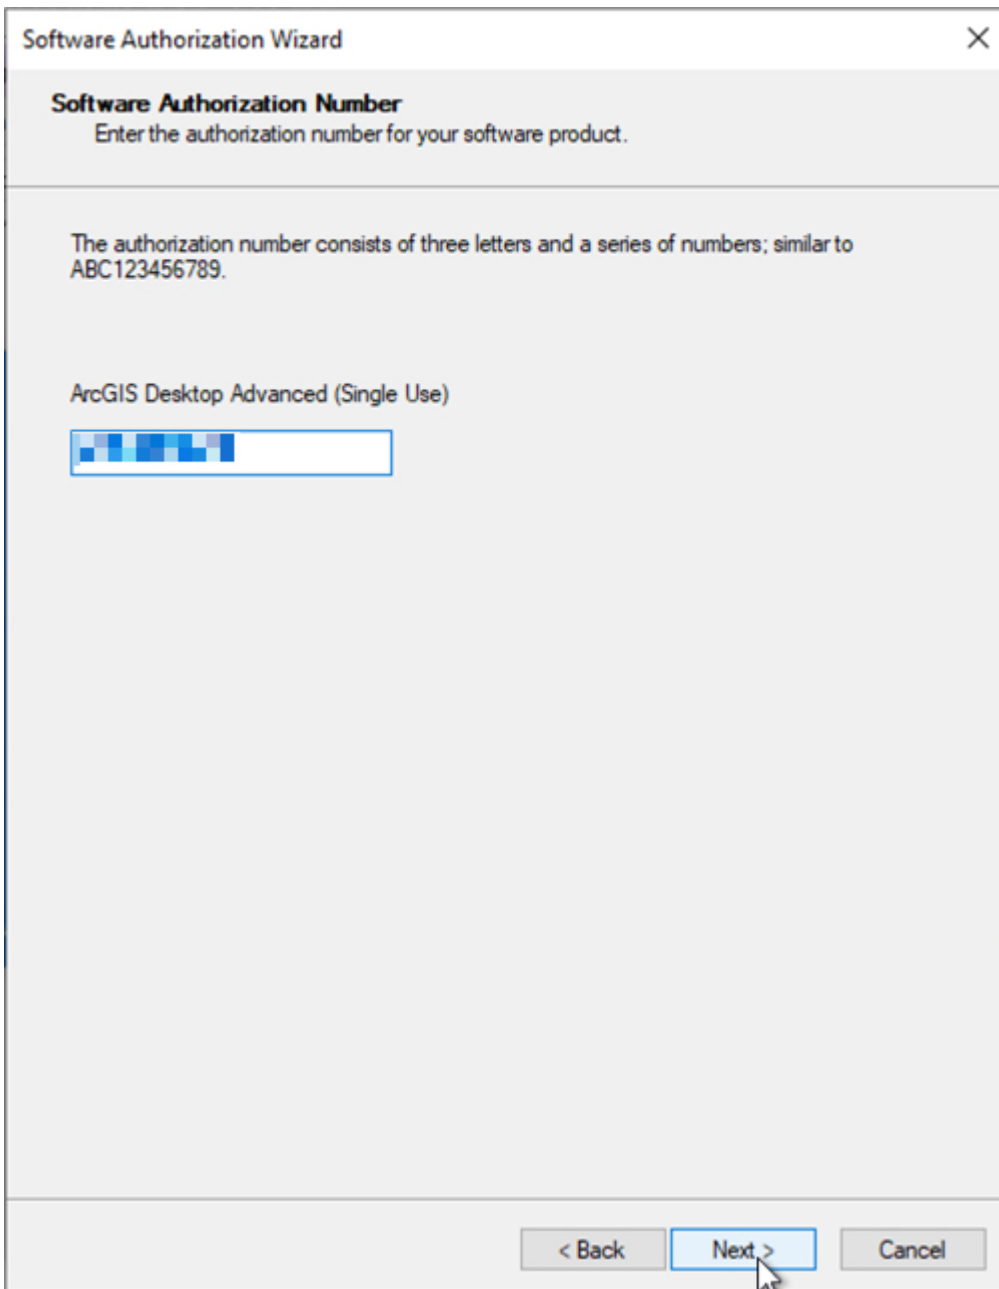 Software Authorization Wizard
Software Authorization Number
Enter the authorization number for your software product.
The authorization number consists of three letters and a series of numbers; similar to
ABC123456789.
ArcGIS Desktop Advanced (Single Use)
< Back
Next >
Cancel